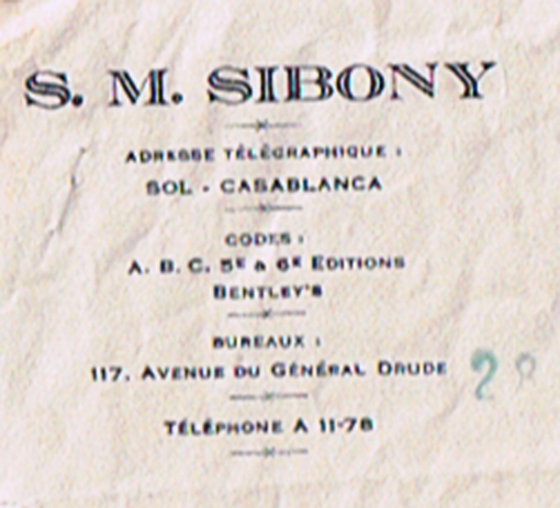 S. M. SIBONY
ADRESSE TÉLÉGRAPHIQUE :
SOL - CASABLANCA
CODES :
A. B. C. 5E & 6E EDITIONS
BENTLEY'S
BUREAUX :
117, AVENUE DU GÉNÉRAL DRUDE
TÉLÉPHONE A 11-78